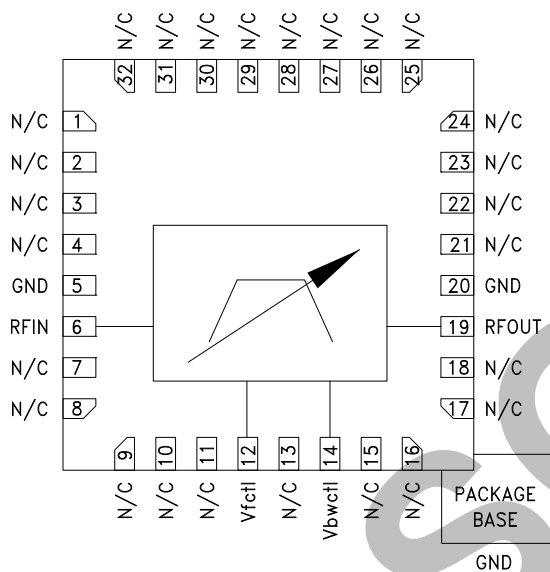 N/C N/C N/C N/C N/C N/C N/C N/C
32 31 30 29 28 27 26 25
N/C 1
N/C 2
N/C 3
N/C 4
GND 5
RFIN 6
N/C 7
N/C 8
24 N/C
23 N/C
22 N/C
21 N/C
20 GND
19 RFOUT
18 N/C
17 N/C
9 10 11 12 13 14 15 16
N/C N/C N/C Vfctl N/C Vbwctl N/C N/C
PACKAGE
BASE
GND